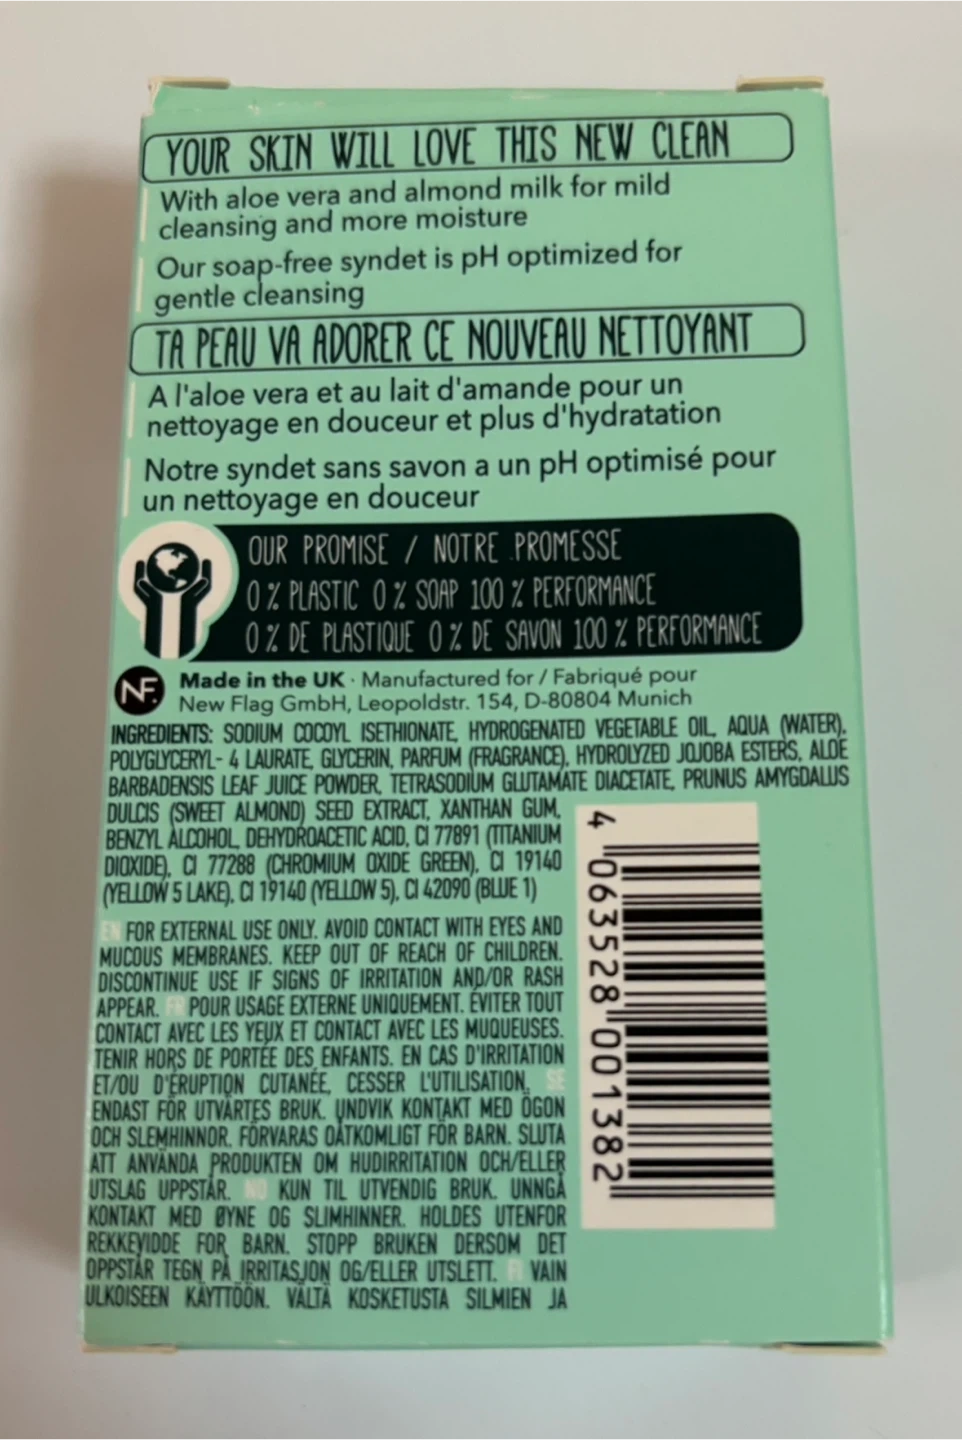 YOUR SKIN WILL LOVE THIS NEW CLEAN
With aloe vera and almond milk for mild
cleansing and more moisture
Our soap-free syndet is pH optimized for
gentle cleansing
TA PEAU VA ADORER CE NOUVEAU NETTOYANT
A l'aloe vera et au lait d'amande pour un
nettoyage en douceur et plus d'hydratation
Notre syndet sans savon a un pH optimisé pour
un nettoyage en douceur
OUR PROMISE / NOTRE PROMESSE
0 % PLASTIC 0 % SOAP 100 % PERFORMANCE
0 % DE PLASTIQUE 0 % DE SAVON 100 % PERFORMANCE
NF. Made in the UK · Manufactured for / Fabriqué pour
New Flag GmbH, Leopoldstr. 154, D-80804 Munich
INGREDIENTS: SODIUM COCOYL ISETHIONATE, HYDROGENATED VEGETABLE OIL, AQUA (WATER),
POLYGLYCERYL- 4 LAURATE, GLYCERIN, PARFUM (FRAGRANCE), HYDROLYZED JOJOBA ESTERS, ALOE
BARBADENSIS LEAF JUICE POWDER, TETRASODIUM GLUTAMATE DIACETATE, PRUNUS AMYGDALUS
DULCIS (SWEET ALMOND) SEED EXTRACT, XANTHAN GUM,
BENZYL ALCOHOL, DEHYDROACETIC ACID, CI 77891 (TITANIUM
DIOXIDE), CI 77288 (CHROMIUM OXIDE GREEN), CI 19140
(YELLOW 5 LAKE), CI 19140 (YELLOW 5), CI 42090 (BLUE 1)
EN FOR EXTERNAL USE ONLY. AVOID CONTACT WITH EYES AND
MUCOUS MEMBRANES. KEEP OUT OF REACH OF CHILDREN.
DISCONTINUE USE IF SIGNS OF IRRITATION AND/OR RASH
APPEAR. FR POUR USAGE EXTERNE UNIQUEMENT. ÉVITER TOUT
CONTACT AVEC LES YEUX ET CONTACT AVEC LES MUQUEUSES.
TENIR HORS DE PORTÉE DES ENFANTS. EN CAS D'IRRITATION
ET/OU D'ÉRUPTION CUTANÉE, CESSER L'UTILISATION. SE
ENDAST FÖR UTVÄRTES BRUK. UNDVIK KONTAKT MED ÖGON
OCH SLEMHINNOR. FÖRVARAS OÅTKOMLIGT FÖR BARN. SLUTA
ATT ANVÄNDA PRODUKTEN OM HUDIRRITATION OCH/ELLER
UTSLAG UPPSTÅR. NO KUN TIL UTVENDIG BRUK. UNNGÅ
KONTAKT MED ØYNE OG SLIMHINNER. HOLDES UTENFOR
REKKEVIDDE FOR BARN. STOPP BRUKEN DERSOM DET
OPPSTÅR TEGN PÅ IRRITASJON OG/ELLER UTSLETT. FI VAIN
ULKOISEEN KÄYTTÖÖN. VÄLTÄ KOSKETUSTA SILMIEN JA
4 063528 001382